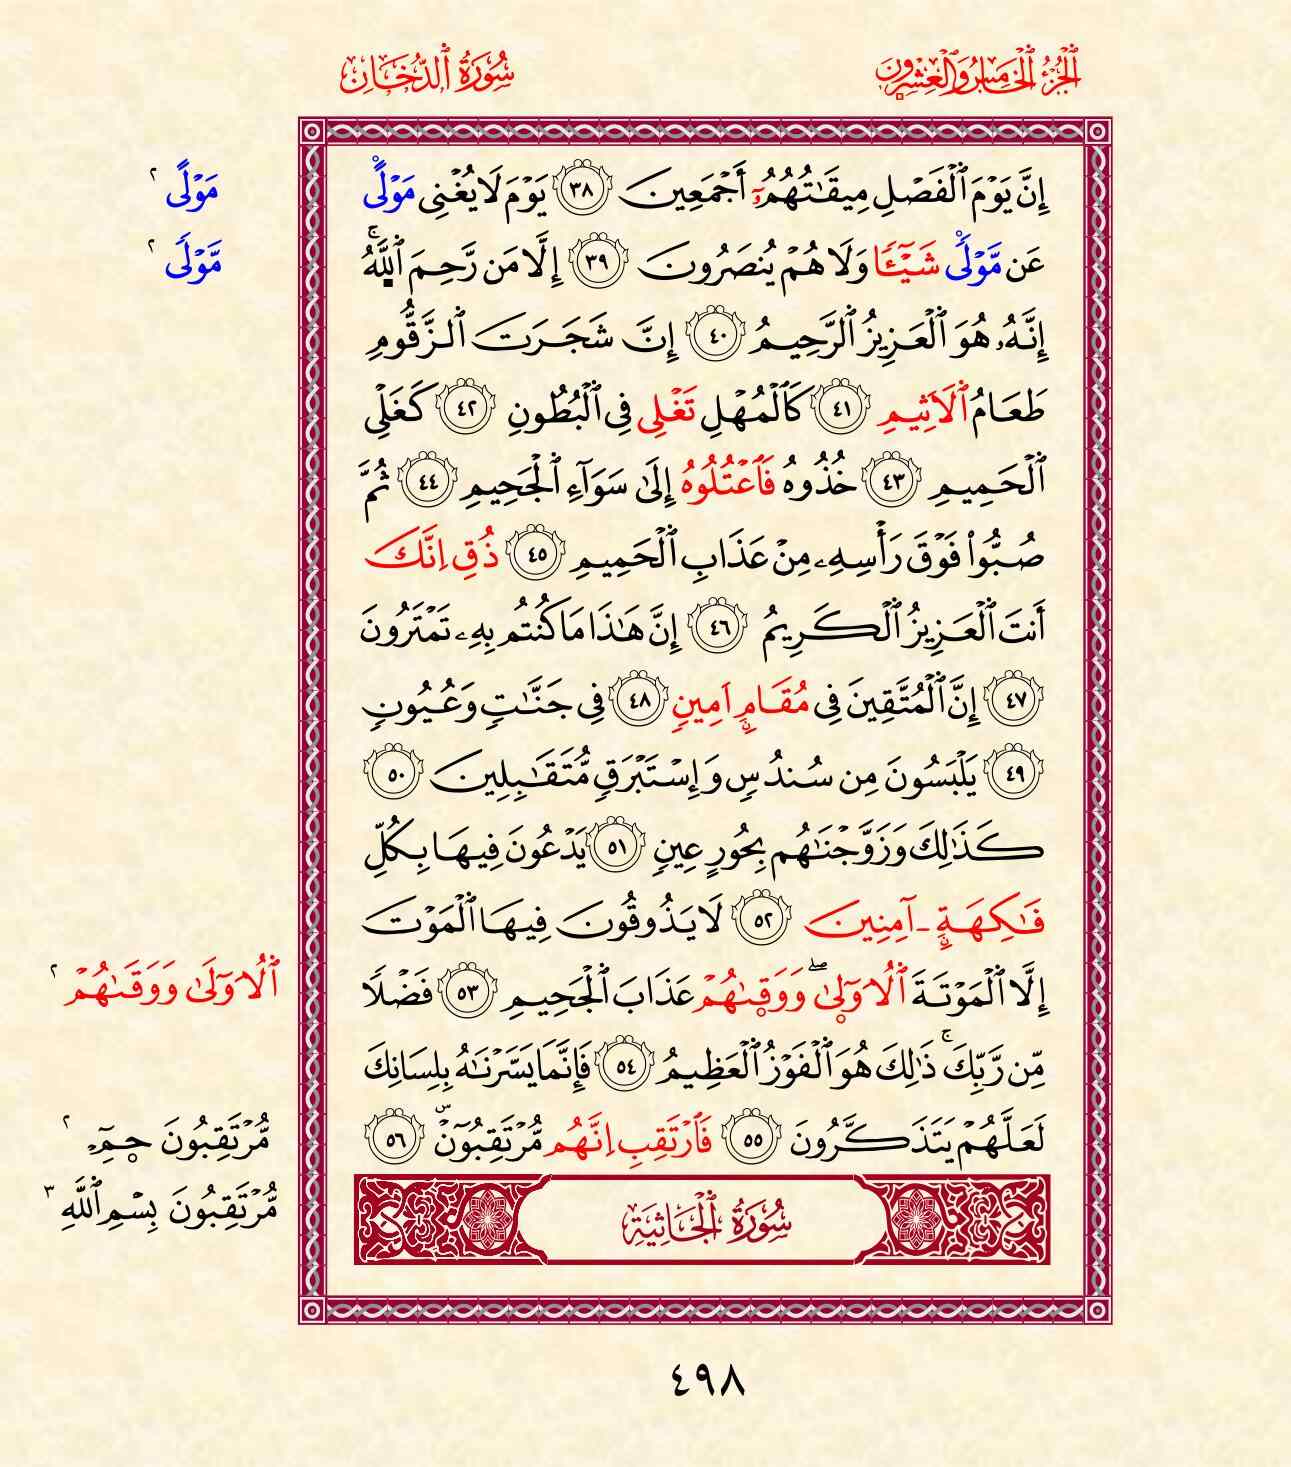 ٱلْجُزْءُ ٱلْخَامِسُ وَٱلْعِشْرُونَ
سُورَةُ ٱلدُّخَانِ
إِنَّ يَوْمَ ٱلْفَصْلِ مِيقَٰتُهُمُۥٓ أَجْمَعِينَ ٣٨ يَوْمَ لَا يُغْنِى مَوْلًى
عَن مَّوْلًى شَيْـًٔا وَلَا هُمْ يُنصَرُونَ ٣٩ إِلَّا مَن رَّحِمَ ٱللَّهُۚ
إِنَّهُۥ هُوَ ٱلْعَزِيزُ ٱلرَّحِيمُ ٤٠ إِنَّ شَجَرَتَ ٱلزَّقُّومِ
طَعَامُ ٱلَاثِيمِ ٤١ كَٱلْمُهْلِ تَغْلِى فِى ٱلْبُطُونِ ٤٢ كَغَلْىِ
ٱلْحَمِيمِ ٤٣ خُذُوهُ فَٱعْتُلُوهُ إِلَىٰ سَوَآءِ ٱلْجَحِيمِ ٤٤ ثُمَّ
صُبُّوا۟ فَوْقَ رَأْسِهِۦ مِنْ عَذَابِ ٱلْحَمِيمِ ٤٥ ذُقِ اِنَّكَ
أَنتَ ٱلْعَزِيزُ ٱلْكَرِيمُ ٤٦ إِنَّ هَٰذَا مَا كُنتُم بِهِۦ تَمْتَرُونَ
٤٧ إِنَّ ٱلْمُتَّقِينَ فِى مُقَامٍ اَمِينٍ ٤٨ فِى جَنَّٰتٍ وَعُيُونٍ
٤٩ يَلْبَسُونَ مِن سُندُسٍ وَإِسْتَبْرَقٍ مُّتَقَٰبِلِينَ ٥٠
كَذَٰلِكَ وَزَوَّجْنَٰهُم بِحُورٍ عِينٍ ٥١ يَدْعُونَ فِيهَا بِكُلِّ
فَٰكِهَةٍ ـَامِنِينَ ٥٢ لَا يَذُوقُونَ فِيهَا ٱلْمَوْتَ
إِلَّا ٱلْمَوْتَةَ ٱلُاولٜىٰۖ وَوَقٜىٰهُمْ عَذَابَ ٱلْجَحِيمِ ٥٣ فَضْلًا
مِّن رَّبِّكَۚ ذَٰلِكَ هُوَ ٱلْفَوْزُ ٱلْعَظِيمُ ٥٤ فَإِنَّمَا يَسَّرْنَٰهُ بِلِسَانِكَ
لَعَلَّهُمْ يَتَذَكَّرُونَ ٥٥ فَٱرْتَقِبِ اِنَّهُم مُّرْتَقِبُونَۜ ٥٦
سُورَةُ ٱلْجَاثِيَةِ
مَوْلًى ٢
مَّوْلًى ٢
ٱلُاولَىٰ وَوَقَىٰهُمْ ٢
مُّرْتَقِبُونَ حٜمٓ ٢
مُّرْتَقِبُونَ بِسْمِ ٱللَّهِ ٣
٤٩٨